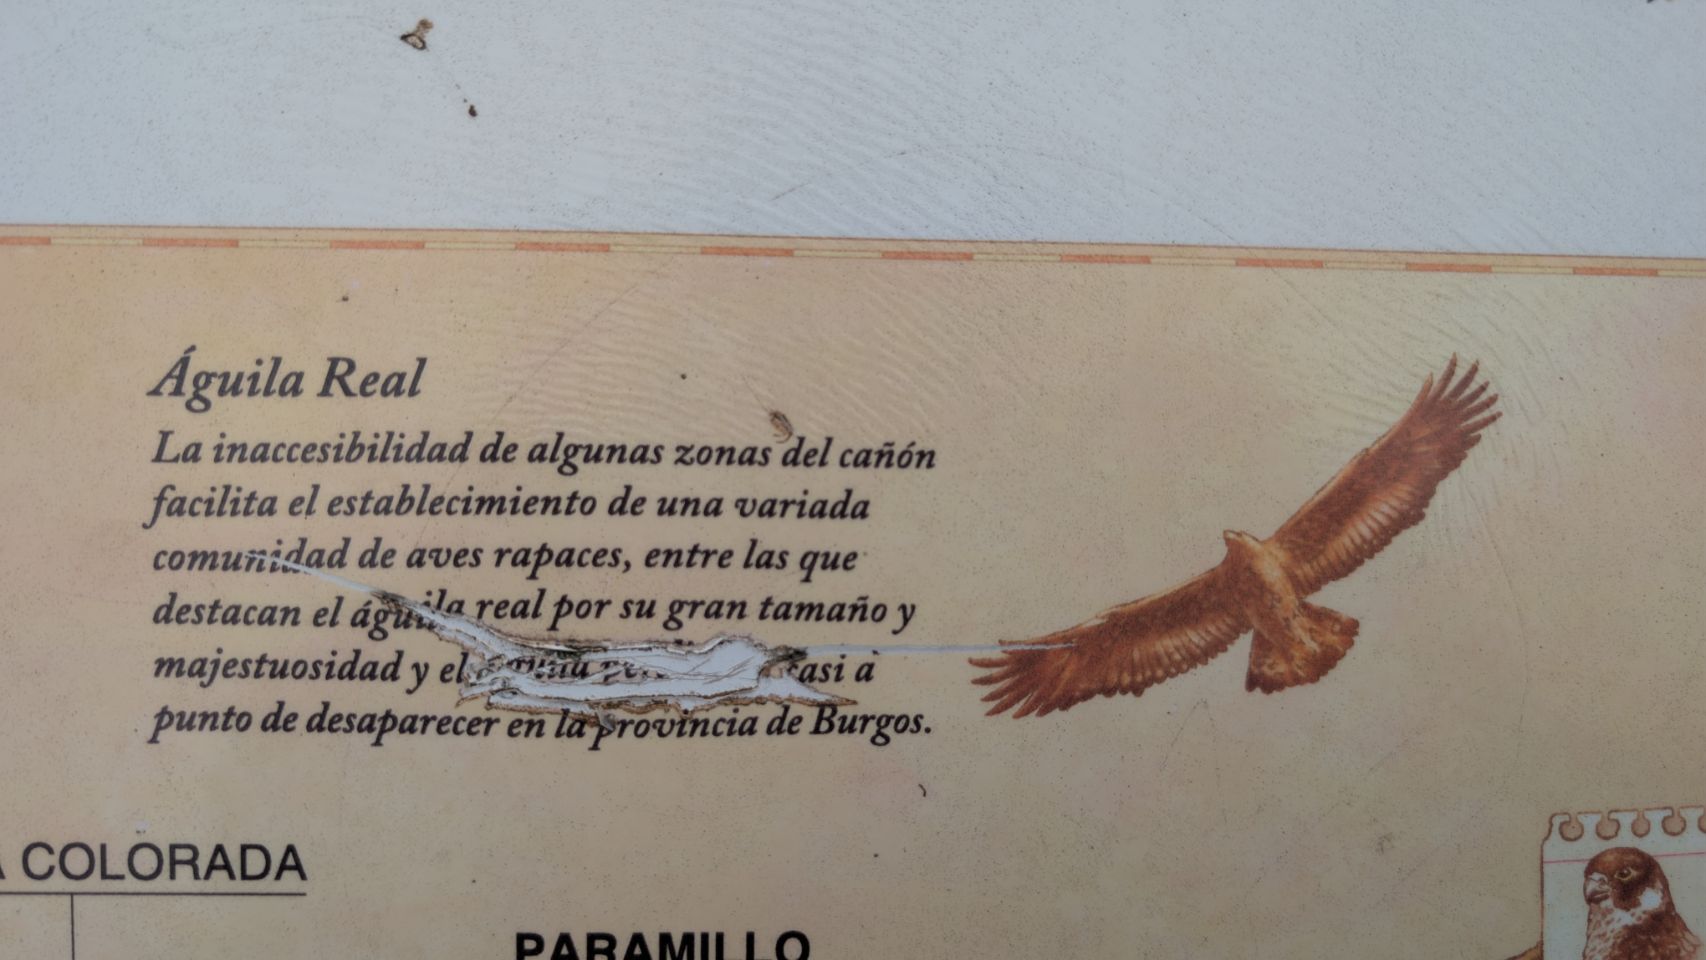 Águila Real
La inaccesibilidad de algunas zonas del cañón
facilita el establecimiento de una variada
comunidad de aves rapaces, entre las que
destacan el águila real por su gran tamaño y
majestuosidad y el águila casi a
punto de desaparecer en la provincia de Burgos.
A COLORADA
PARAMILLO